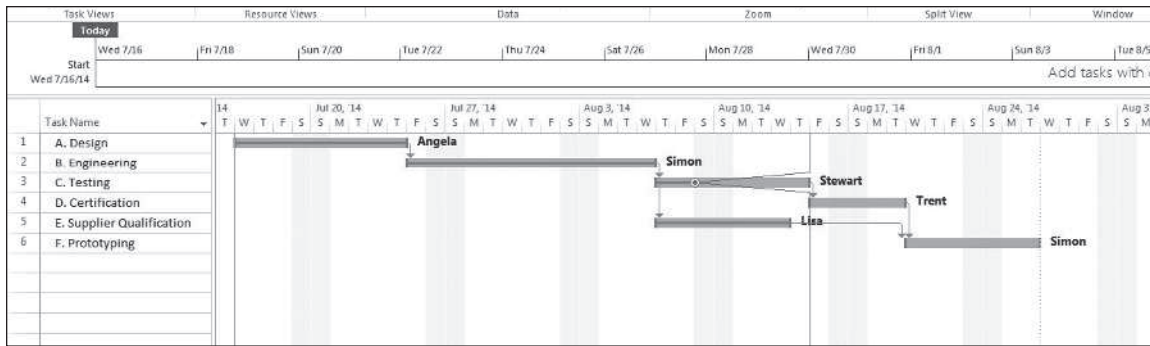 Task Views Resource Views Data Zoom Split View Window
Today
Wed 7/16 Fri 7/18 Sun 7/20 Tue 7/22 Thu 7/24 Sat 7/26 Mon 7/28 Wed 7/30 Fri 8/1 Sun 8/3 Tue 8/5
Start
Wed 7/16/14
Add tasks with
14 Jul 20, '14 Jul 27, '14 Aug 3, '14 Aug 10, '14 Aug 17, '14 Aug 24, '14 Aug 3
Task Name T W T F S S M T W T F S S M T W T F S S M T W T F S S M T W T F S S M T W T F S S M T W T F S S M
1 A. Design Angela
2 B. Engineering Simon
3 C. Testing Stewart
4 D. Certification Trent
5 E. Supplier Qualification Lisa
6 F. Prototyping Simon